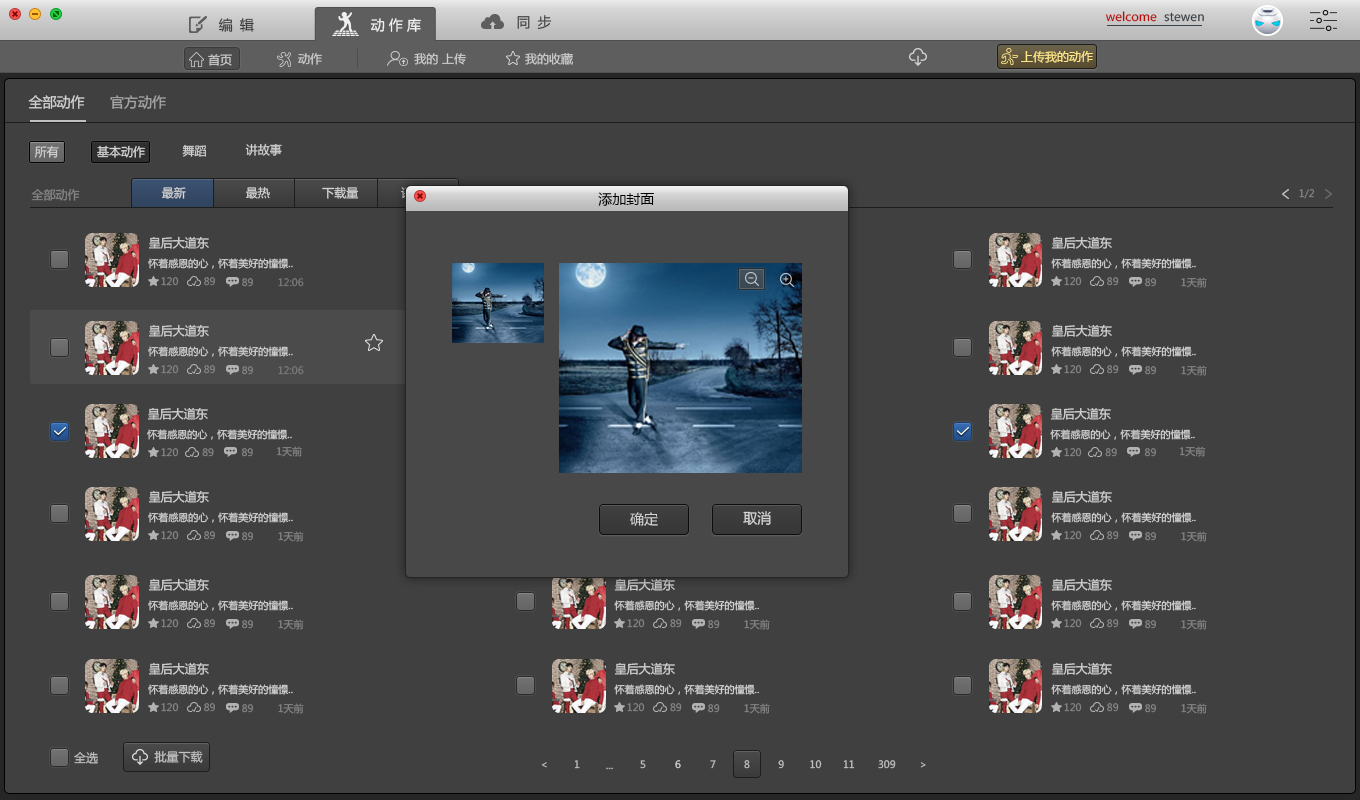 编 辑
动 作 库
同 步
welcome stewen
首页
动作
我的 上传
我的收藏
上传我的动作
全部动作
官方动作
所有
基本动作
舞蹈
讲故事
全部动作
最新
最热
下载量
1/2
添加封面
皇后大道东
怀着感恩的心，怀着美好的憧憬..
120 89 89 12:06
皇后大道东
怀着感恩的心，怀着美好的憧憬..
120 89 89 1天前
皇后大道东
怀着感恩的心，怀着美好的憧憬..
120 89 89 12:06
皇后大道东
怀着感恩的心，怀着美好的憧憬..
120 89 89 1天前
皇后大道东
怀着感恩的心，怀着美好的憧憬..
120 89 89 1天前
皇后大道东
怀着感恩的心，怀着美好的憧憬..
120 89 89 1天前
皇后大道东
怀着感恩的心，怀着美好的憧憬..
120 89 89 1天前
确定
取消
皇后大道东
怀着感恩的心，怀着美好的憧憬..
120 89 89 1天前
皇后大道东
怀着感恩的心，怀着美好的憧憬..
120 89 89 1天前
皇后大道东
怀着感恩的心，怀着美好的憧憬..
120 89 89 1天前
皇后大道东
怀着感恩的心，怀着美好的憧憬..
120 89 89 1天前
皇后大道东
怀着感恩的心，怀着美好的憧憬..
120 89 89 1天前
皇后大道东
怀着感恩的心，怀着美好的憧憬..
120 89 89 1天前
皇后大道东
怀着感恩的心，怀着美好的憧憬..
120 89 89 1天前
全选
批量下载
< 1 ... 5 6 7 8 9 10 11 309 >